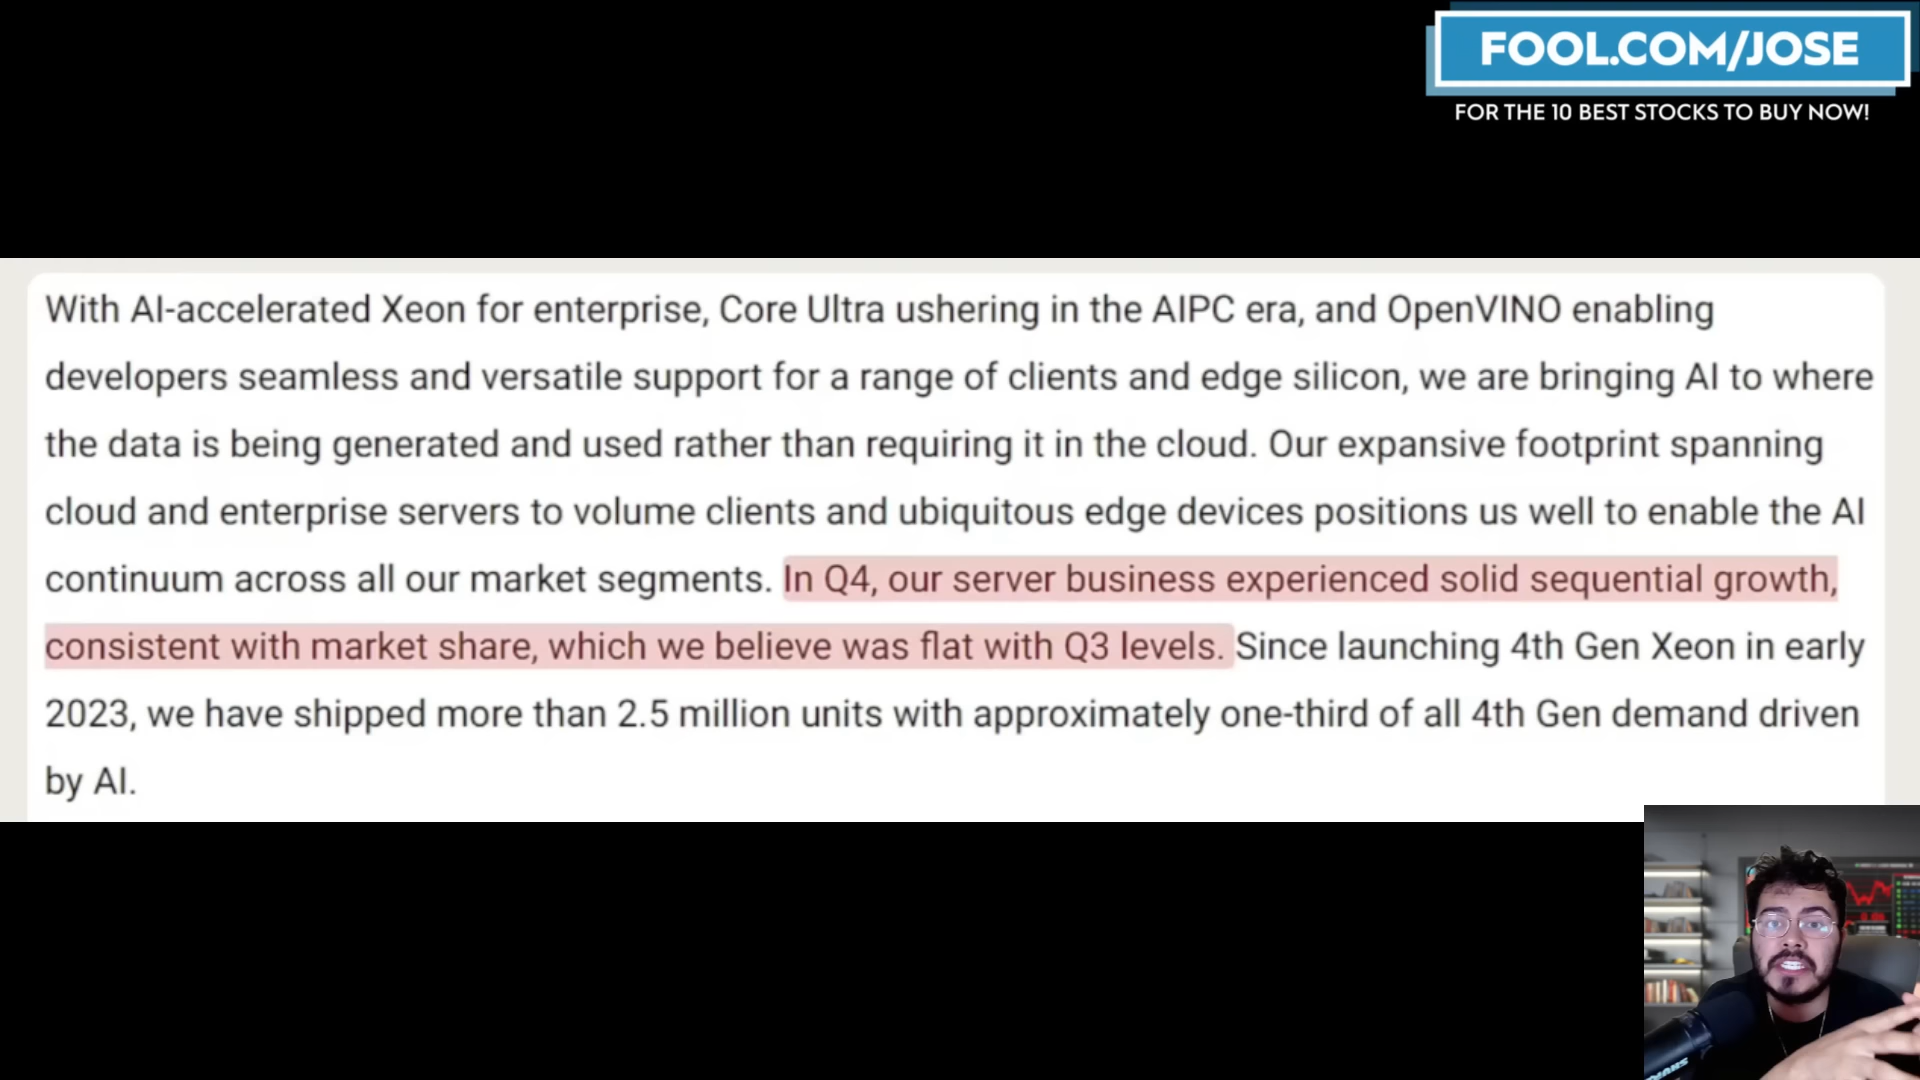 FOOL.COM/JOSE
FOR THE 10 BEST STOCKS TO BUY NOW!
With AI-accelerated Xeon for enterprise, Core Ultra ushering in the AIPC era, and OpenVINO enabling
developers seamless and versatile support for a range of clients and edge silicon, we are bringing AI to where
the data is being generated and used rather than requiring it in the cloud. Our expansive footprint spanning
cloud and enterprise servers to volume clients and ubiquitous edge devices positions us well to enable the AI
continuum across all our market segments. In Q4, our server business experienced solid sequential growth,
consistent with market share, which we believe was flat with Q3 levels. Since launching 4th Gen Xeon in early
2023, we have shipped more than 2.5 million units with approximately one-third of all 4th Gen demand driven
by AI.